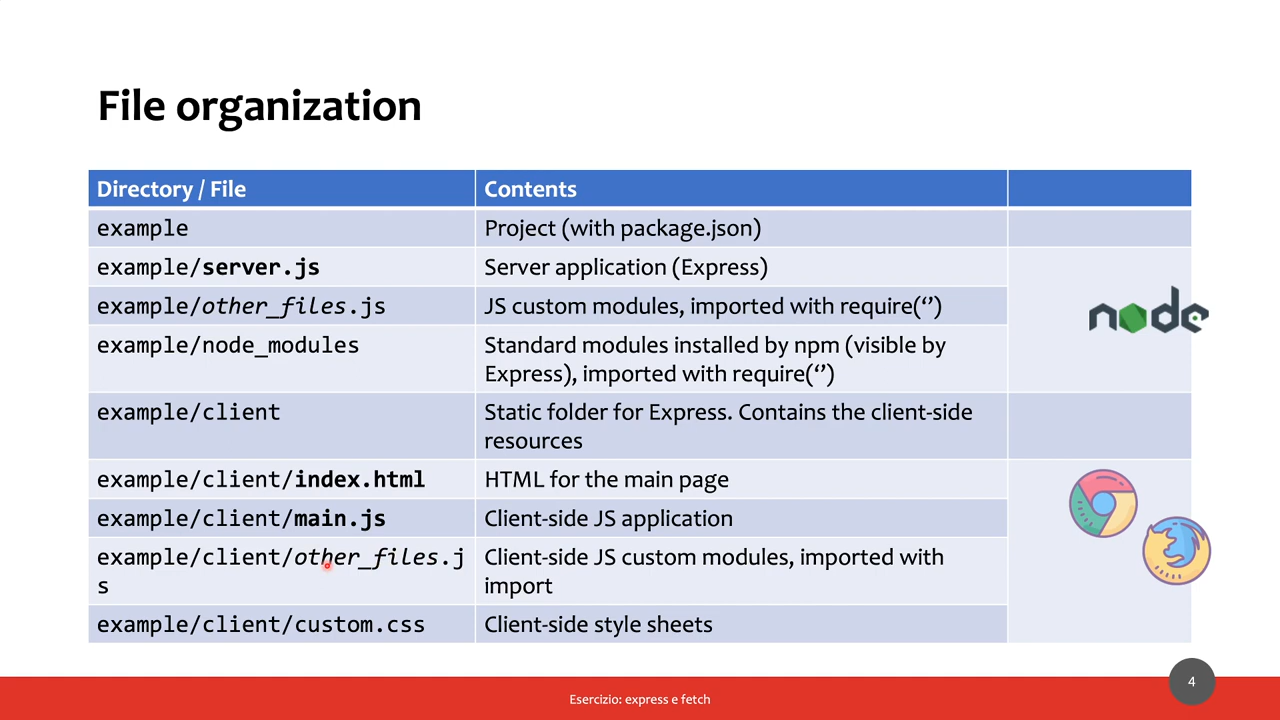 File organization
Directory / File
Contents
example
Project (with package.json)
example/server.js
Server application (Express)
example/other_files.js
JS custom modules, imported with require(‘’)
node
example/node_modules
Standard modules installed by npm (visible by
Express), imported with require(‘’)
example/client
Static folder for Express. Contains the client-side
resources
example/client/index.html
HTML for the main page
example/client/main.js
Client-side JS application
example/client/other_files.j
s
Client-side JS custom modules, imported with
import
example/client/custom.css
Client-side style sheets
Esercizio: express e fetch
4